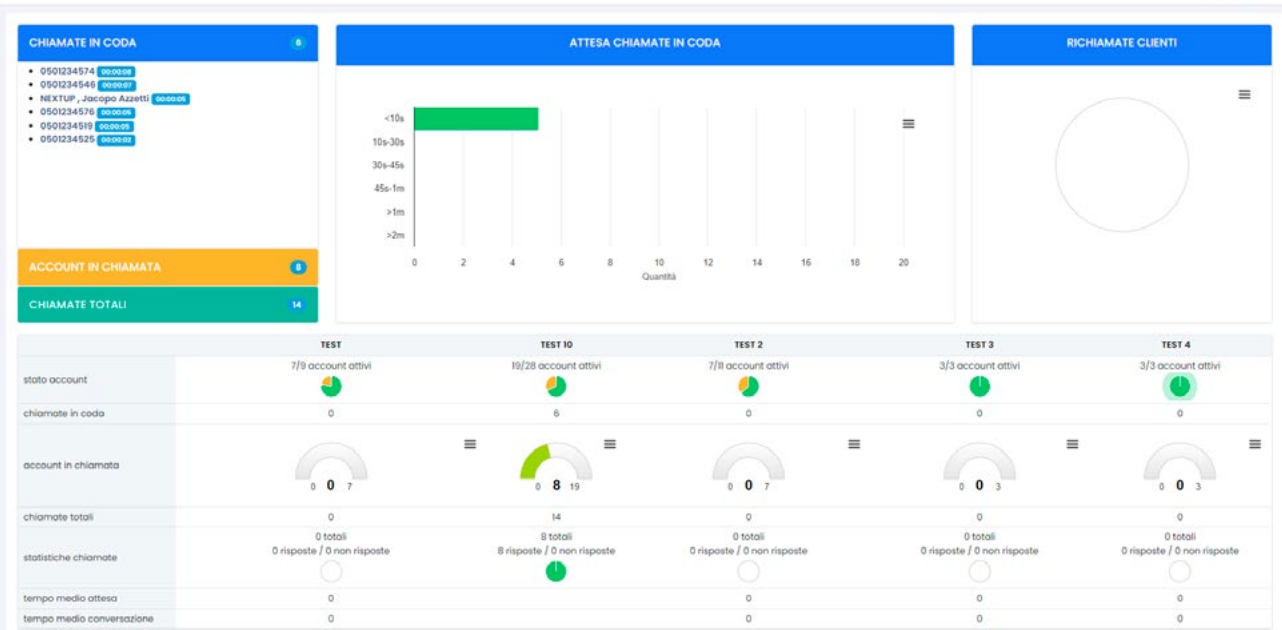 CHIAMATE IN CODA 6
0501234574 00:00:08
0501234546 00:00:07
NEXTUP , Jacopo Azzetti 00:00:05
0501234576 00:00:05
0501234519 00:00:05
0501234525 00:00:02
ACCOUNT IN CHIAMATA 8
CHIAMATE TOTALI 14
ATTESA CHIAMATE IN CODA
<10s
10s-30s
30s-45s
45s-1m
>1m
>2m
0 2 4 6 8 10 12 14 16 18 20
Quantità
RICHIAMATE CLIENTI
TEST TEST 10 TEST 2 TEST 3 TEST 4
stato account 7/9 account attivi 19/28 account attivi 7/11 account attivi 3/3 account attivi 3/3 account attivi
chiamate in coda 0 6 0 0 0
account in chiamata 0 0 7 0 8 19 0 0 7 0 0 3 0 0 3
chiamate totali 0 14 0 0 0
0 totali 8 totali 0 totali 0 totali 0 totali
statistiche chiamate 0 risposte / 0 non risposte 8 risposte / 0 non risposte 0 risposte / 0 non risposte 0 risposte / 0 non risposte 0 risposte / 0 non risposte
tempo medio attesa 0 0 0 0
tempo medio conversazione 0 0 0 0